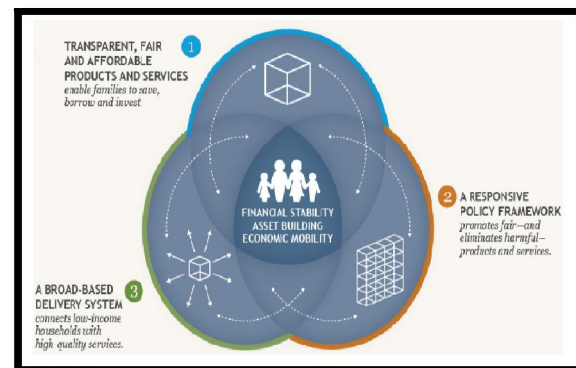 TRANSPARENT, FAIR
AND AFFORDABLE
PRODUCTS AND SERVICES
enable families to save,
borrow and invest
1
FINANCIAL STABILITY
ASSET BUILDING
ECONOMIC MOBILITY
2
A RESPONSIVE
POLICY FRAMEWORK
promotes fair—and
eliminates harmful—
products and services.
A BROAD-BASED
DELIVERY SYSTEM
connects low-income
households with
high quality services.
3